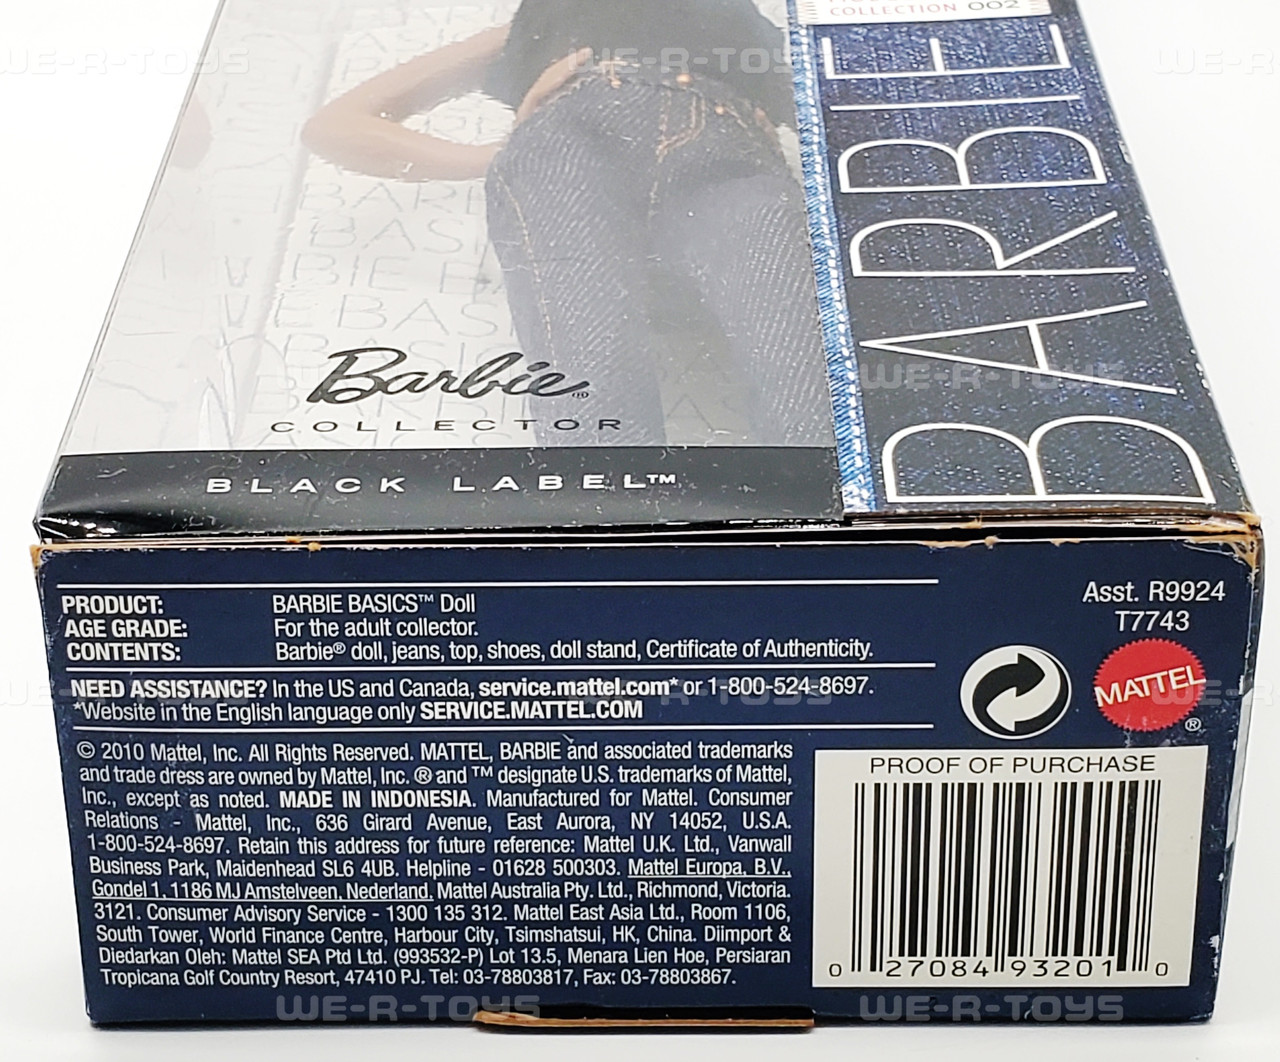 COLLECTION 002
BARBIE
Barbie®
COLLECTOR
BLACK LABEL™
PRODUCT: BARBIE BASICS™ Doll
AGE GRADE: For the adult collector.
CONTENTS: Barbie® doll, jeans, top, shoes, doll stand, Certificate of Authenticity.
NEED ASSISTANCE? In the US and Canada, service.mattel.com* or 1-800-524-8697.
*Website in the English language only SERVICE.MATTEL.COM
© 2010 Mattel, Inc. All Rights Reserved. MATTEL, BARBIE and associated trademarks
and trade dress are owned by Mattel, Inc. ® and ™ designate U.S. trademarks of Mattel,
Inc., except as noted. MADE IN INDONESIA. Manufactured for Mattel. Consumer
Relations - Mattel, Inc., 636 Girard Avenue, East Aurora, NY 14052, U.S.A.
1-800-524-8697. Retain this address for future reference: Mattel U.K. Ltd., Vanwall
Business Park, Maidenhead SL6 4UB. Helpline - 01628 500303. Mattel Europa, B.V.,
Gondel 1, 1186 MJ Amstelveen, Nederland. Mattel Australia Pty. Ltd., Richmond, Victoria.
3121. Consumer Advisory Service - 1300 135 312. Mattel East Asia Ltd., Room 1106,
South Tower, World Finance Centre, Harbour City, Tsimshatsui, HK, China. Diimport &
Diedarkan Oleh: Mattel SEA Ptd Ltd. (993532-P) Lot 13.5, Menara Lien Hoe, Persiaran
Tropicana Golf Country Resort, 47410 PJ. Tel: 03-78803817, Fax: 03-78803867.
Asst. R9924
T7743
MATTEL
®
PROOF OF PURCHASE
0 27084 93201 0
WE-R-TOYS
WE-R-TOYS
WE-R-TOYS
WE-R-TOYS
WE-R-TOYS
WE-R-TOYS